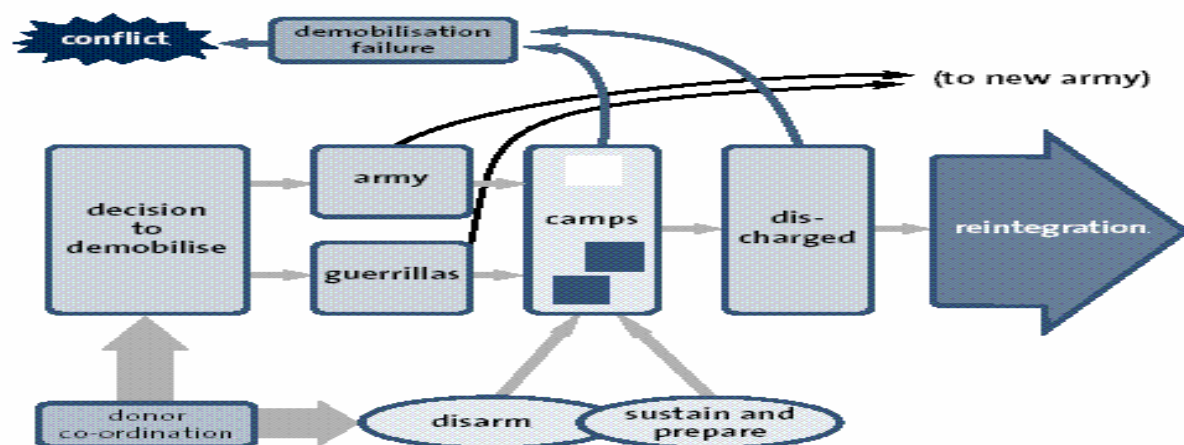 conflict
demobilisation
failure
(to new army)
decision
to
demobilise
army
guerrillas
camps
dis-
charged
reintegration
donor
co-ordination
disarm
sustain and
prepare